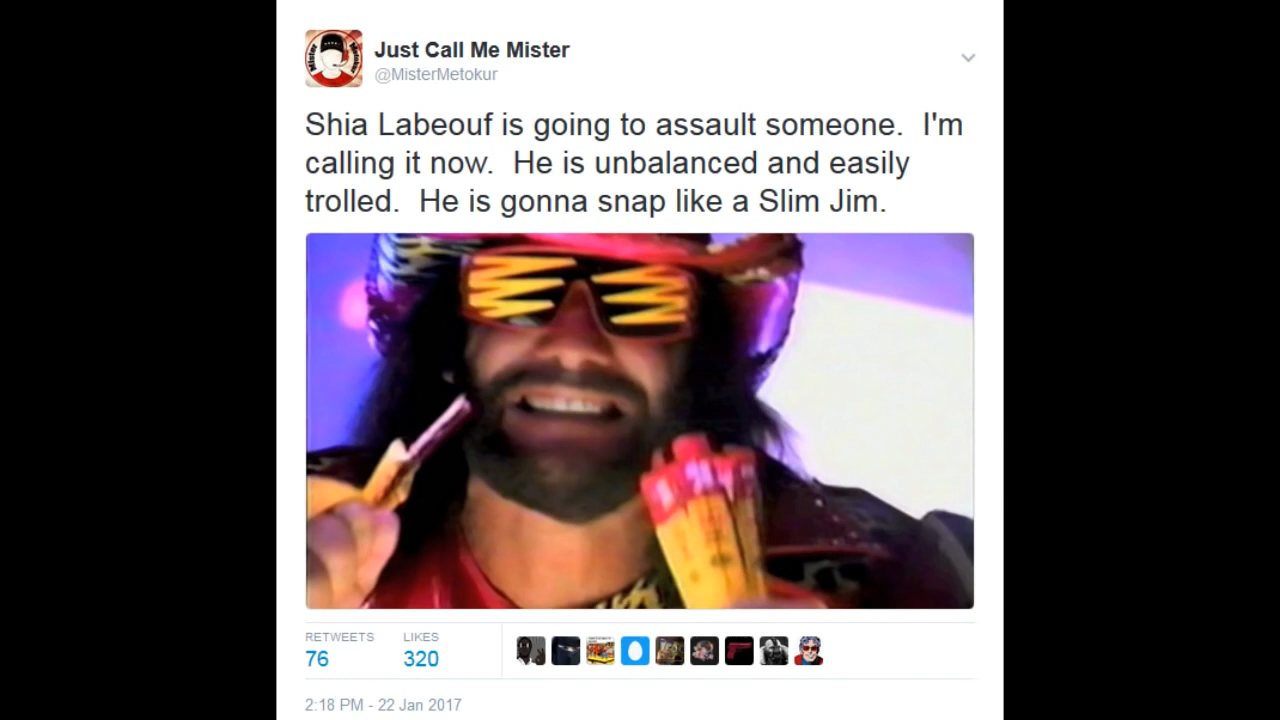 Just Call Me Mister
@MisterMetokur
Shia Labeouf is going to assault someone.  I'm
calling it now.  He is unbalanced and easily
trolled.  He is gonna snap like a Slim Jim.
RETWEETS LIKES
76 320
2:18 PM - 22 Jan 2017